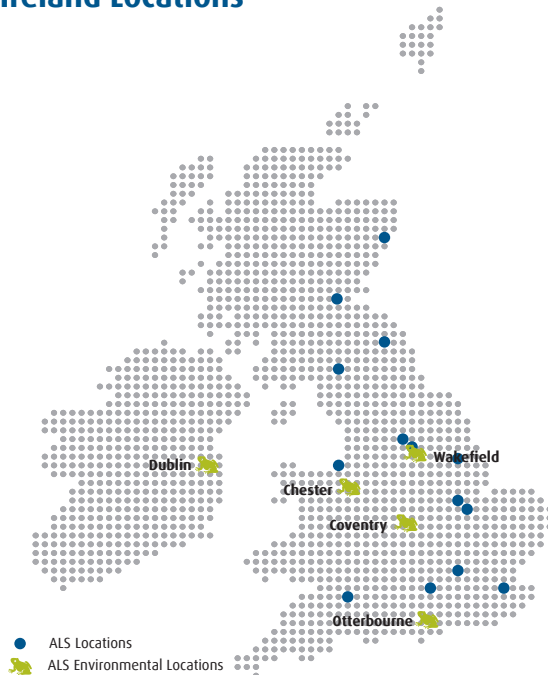 Ireland Locations
Dublin
Wakefield
Chester
Coventry
Otterbourne
ALS Locations
ALS Environmental Locations